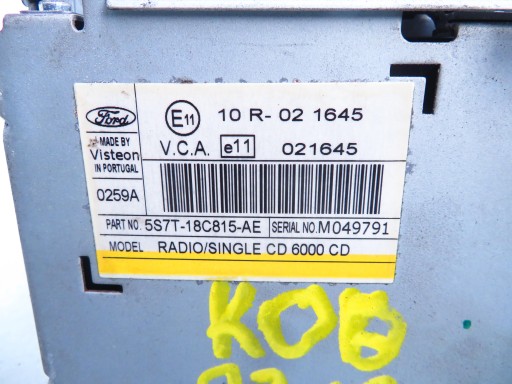 Ford
E11 10 R- 02 1645
MADE BY
Visteon
IN PORTUGAL
V.C.A. e11 021645
0259A
PART NO. 5S7T-18C815-AE SERIAL NO. M049791
MODEL RADIO/SINGLE CD 6000 CD